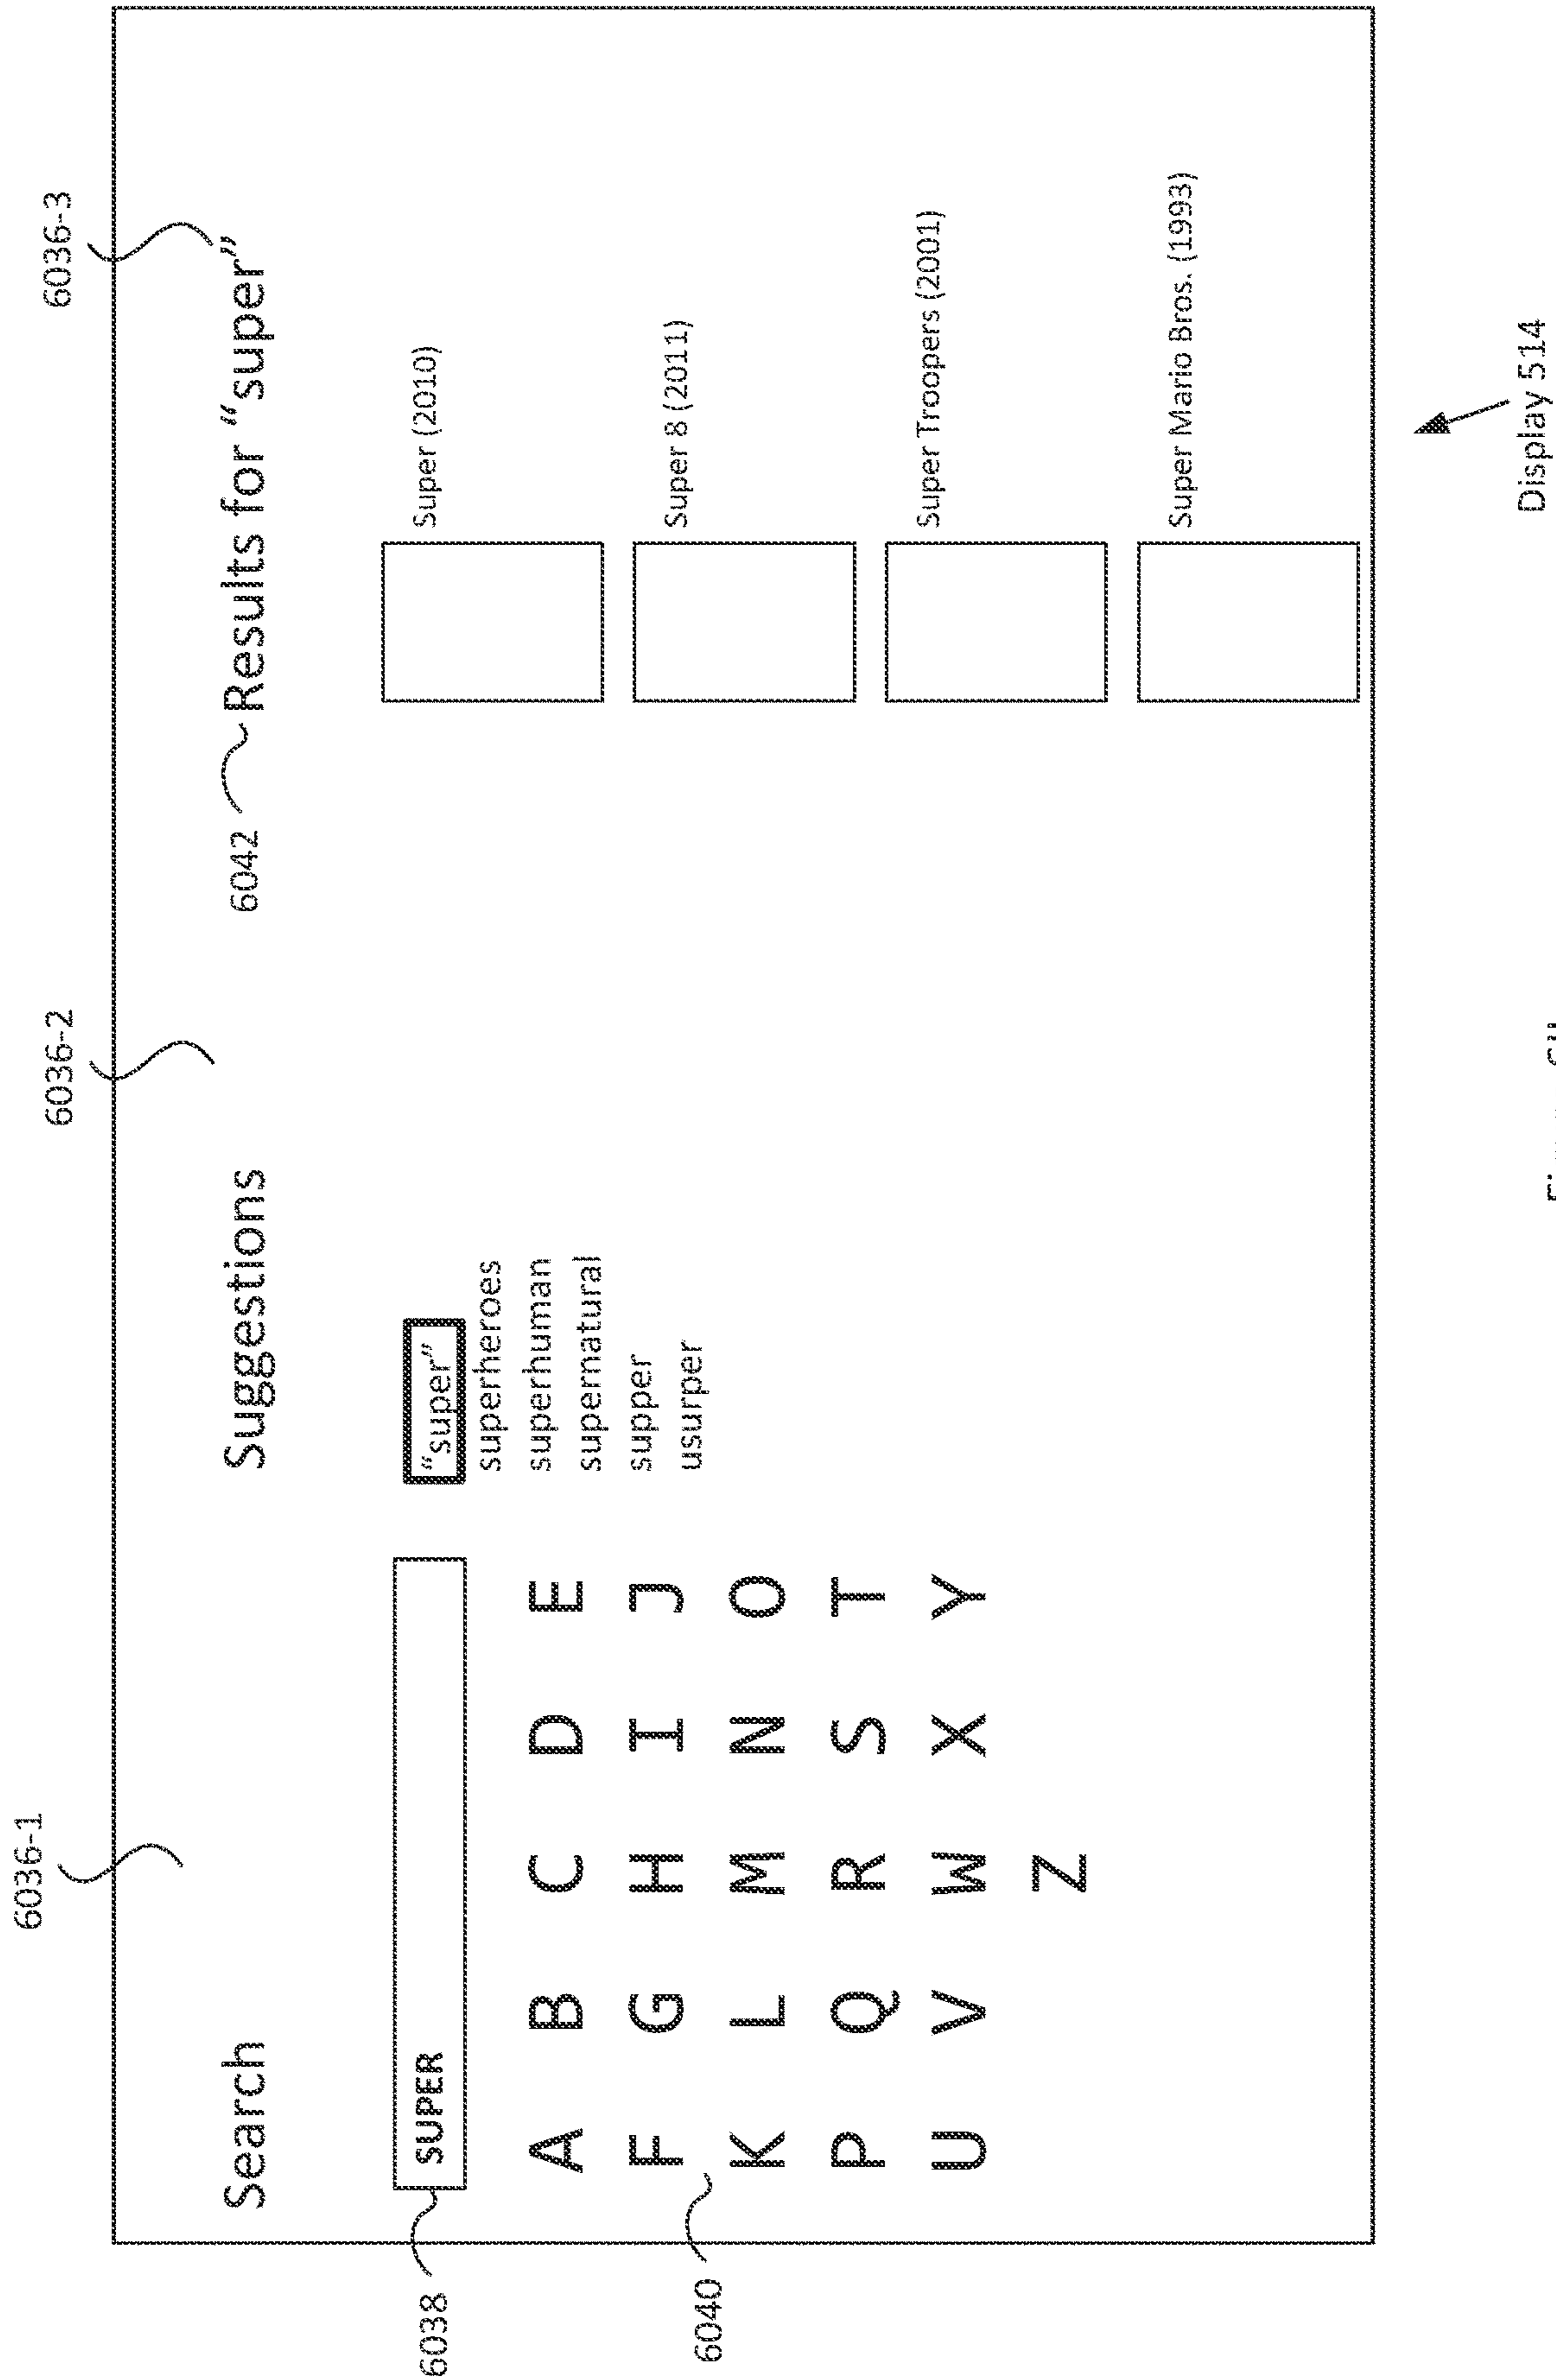 6036-1
6036-2
6036-3
Search
Suggestions
6042
Results for “super”
6038
SUPER
“super”
superheroes
superhuman
supernatural
supper
usurper
Super (2010)
Super 8 (2011)
Super Troopers (2001)
Super Mario Bros. (1993)
6040
A B C D E
F G H I J
K L M N O
P Q R S T
U V W X Y
Z
Display 514